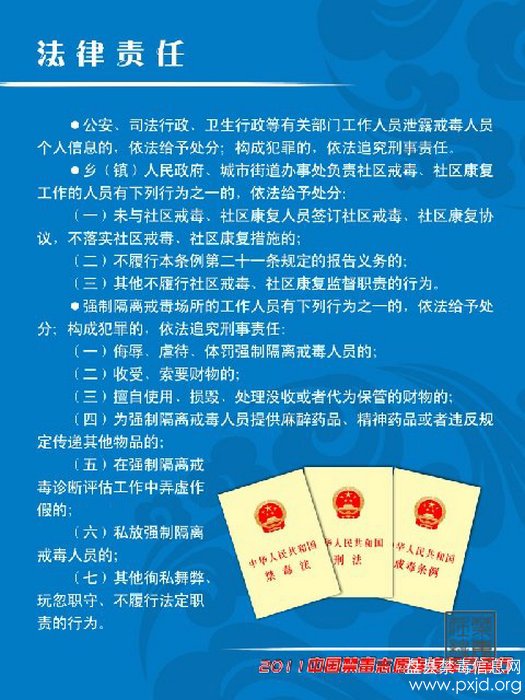 法律责任
●公安、司法行政、卫生行政等有关部门工作人员泄露戒毒人员
个人信息的，依法给予处分；构成犯罪的，依法追究刑事责任。
●乡（镇）人民政府、城市街道办事处负责社区戒毒、社区康复
工作的人员有下列行为之一的，依法给予处分：
（一）未与社区戒毒、社区康复人员签订社区戒毒、社区康复协
议，不落实社区戒毒、社区康复措施的；
（二）不履行本条例第二十一条规定的报告义务的；
（三）其他不履行社区戒毒、社区康复监督职责的行为。
●强制隔离戒毒场所的工作人员有下列行为之一的，依法给予处
分；构成犯罪的，依法追究刑事责任：
（一）侮辱、虐待、体罚强制隔离戒毒人员的；
（二）收受、索要财物的；
（三）擅自使用、损毁、处理没收或者代为保管的财物的；
（四）为强制隔离戒毒人员提供麻醉药品、精神药品或者违反规
定传递其他物品的；
（五）在强制隔离戒
毒诊断评估工作中弄虚作
假的；
（六）私放强制隔离
戒毒人员的；
（七）其他徇私舞弊、
玩忽职守、不履行法定职
责的行为。
中华人民共和国
禁毒法
华人民共和国
刑法
华人民共和国
戒毒条例
2011中国禁毒志愿
盘县禁毒信息网
www.pxjd.org